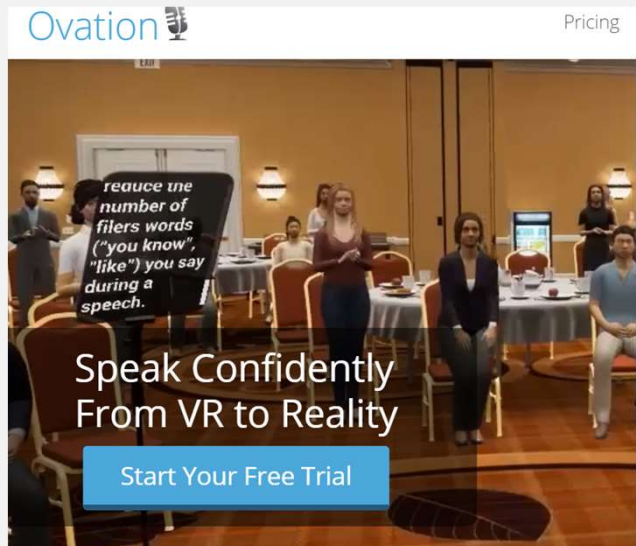 Ovation
Pricing
EXIT
reduce the
number of
filers words
("you know",
"like") you say
during a
speech.
Speak Confidently
From VR to Reality
Start Your Free Trial